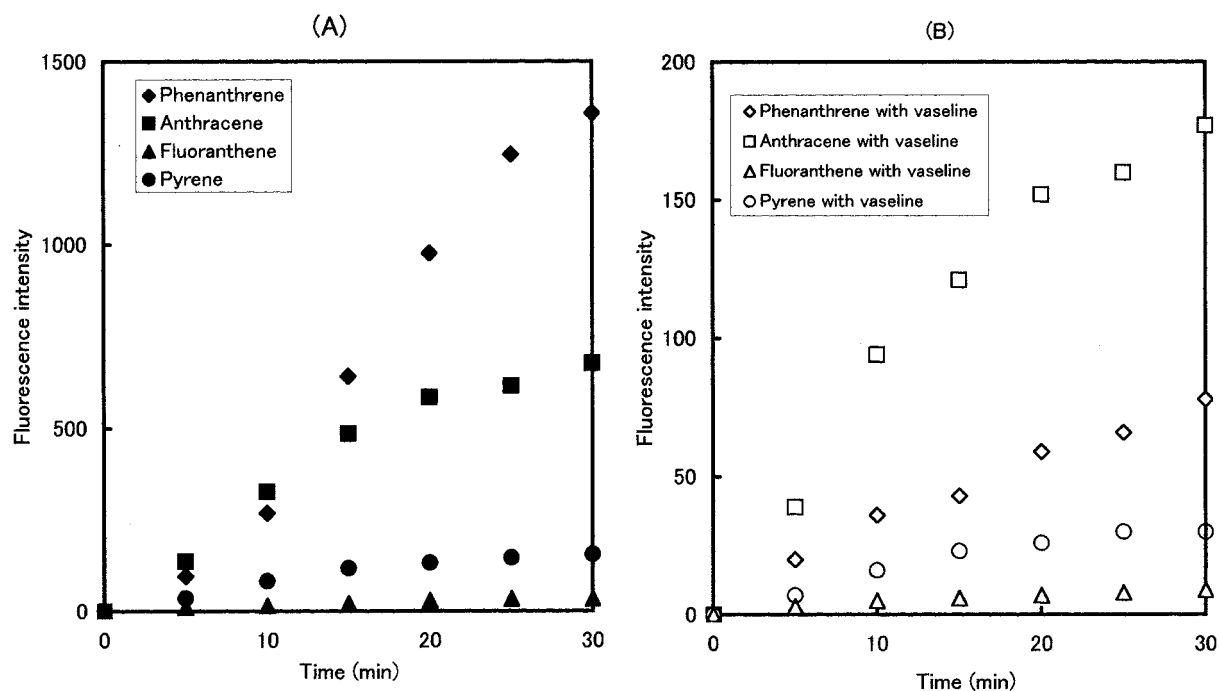 (A)
1500
1000
500
0
Fluorescence intensity
Phenanthrene
Anthracene
Fluoranthene
Pyrene
0 10 20 30
Time (min)
(B)
200
150
100
50
0
Fluorescence intensity
Phenanthrene with vaseline
Anthracene with vaseline
Fluoranthene with vaseline
Pyrene with vaseline
0 10 20 30
Time (min)